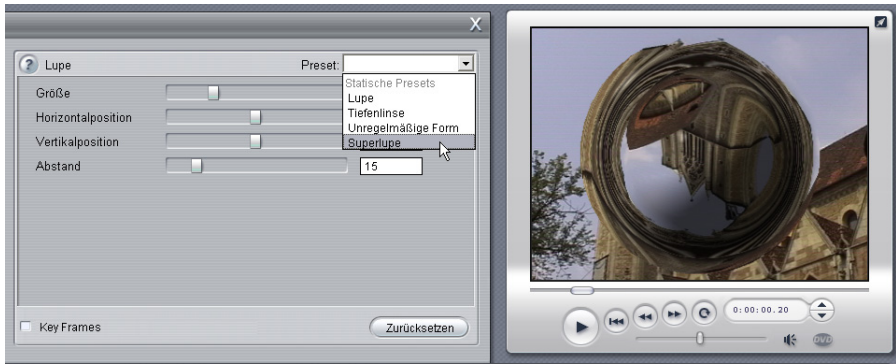 X
? Lupe Preset:
Statische Presets
Größe
Lupe
Tiefenlinse
Horizontalposition
Unregelmäßige Form
Vertikalposition
Superlupe
Abstand 15
Key Frames Zurücksetzen
0:00:00.20
DVD